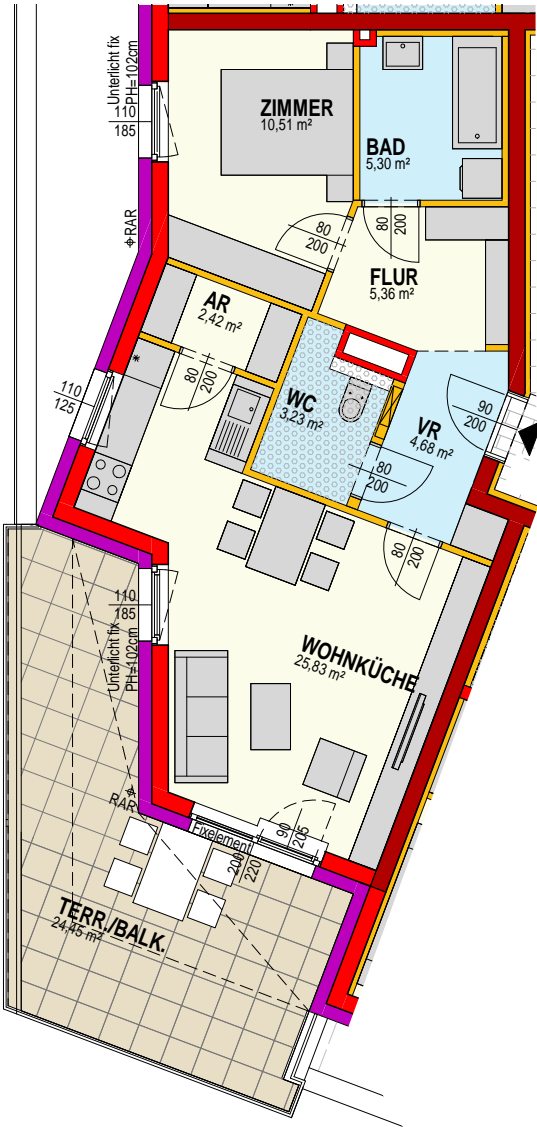 Unterlicht fix
PH=102cm
110
185
ZIMMER
10,51 m²
BAD
5,30 m²
80
200
80
200
RAR
FLUR
5,36 m²
AR
2,42 m²
80
200
110
125
*
WC
3,23 m²
VR
4,68 m²
90
200
80
200
80
200
110
185
Unterlicht fix
PH=102cm
WOHNKÜCHE
25,83 m²
RAR
Fixelement
90
205
200
220
TERR./BALK.
24,45 m²